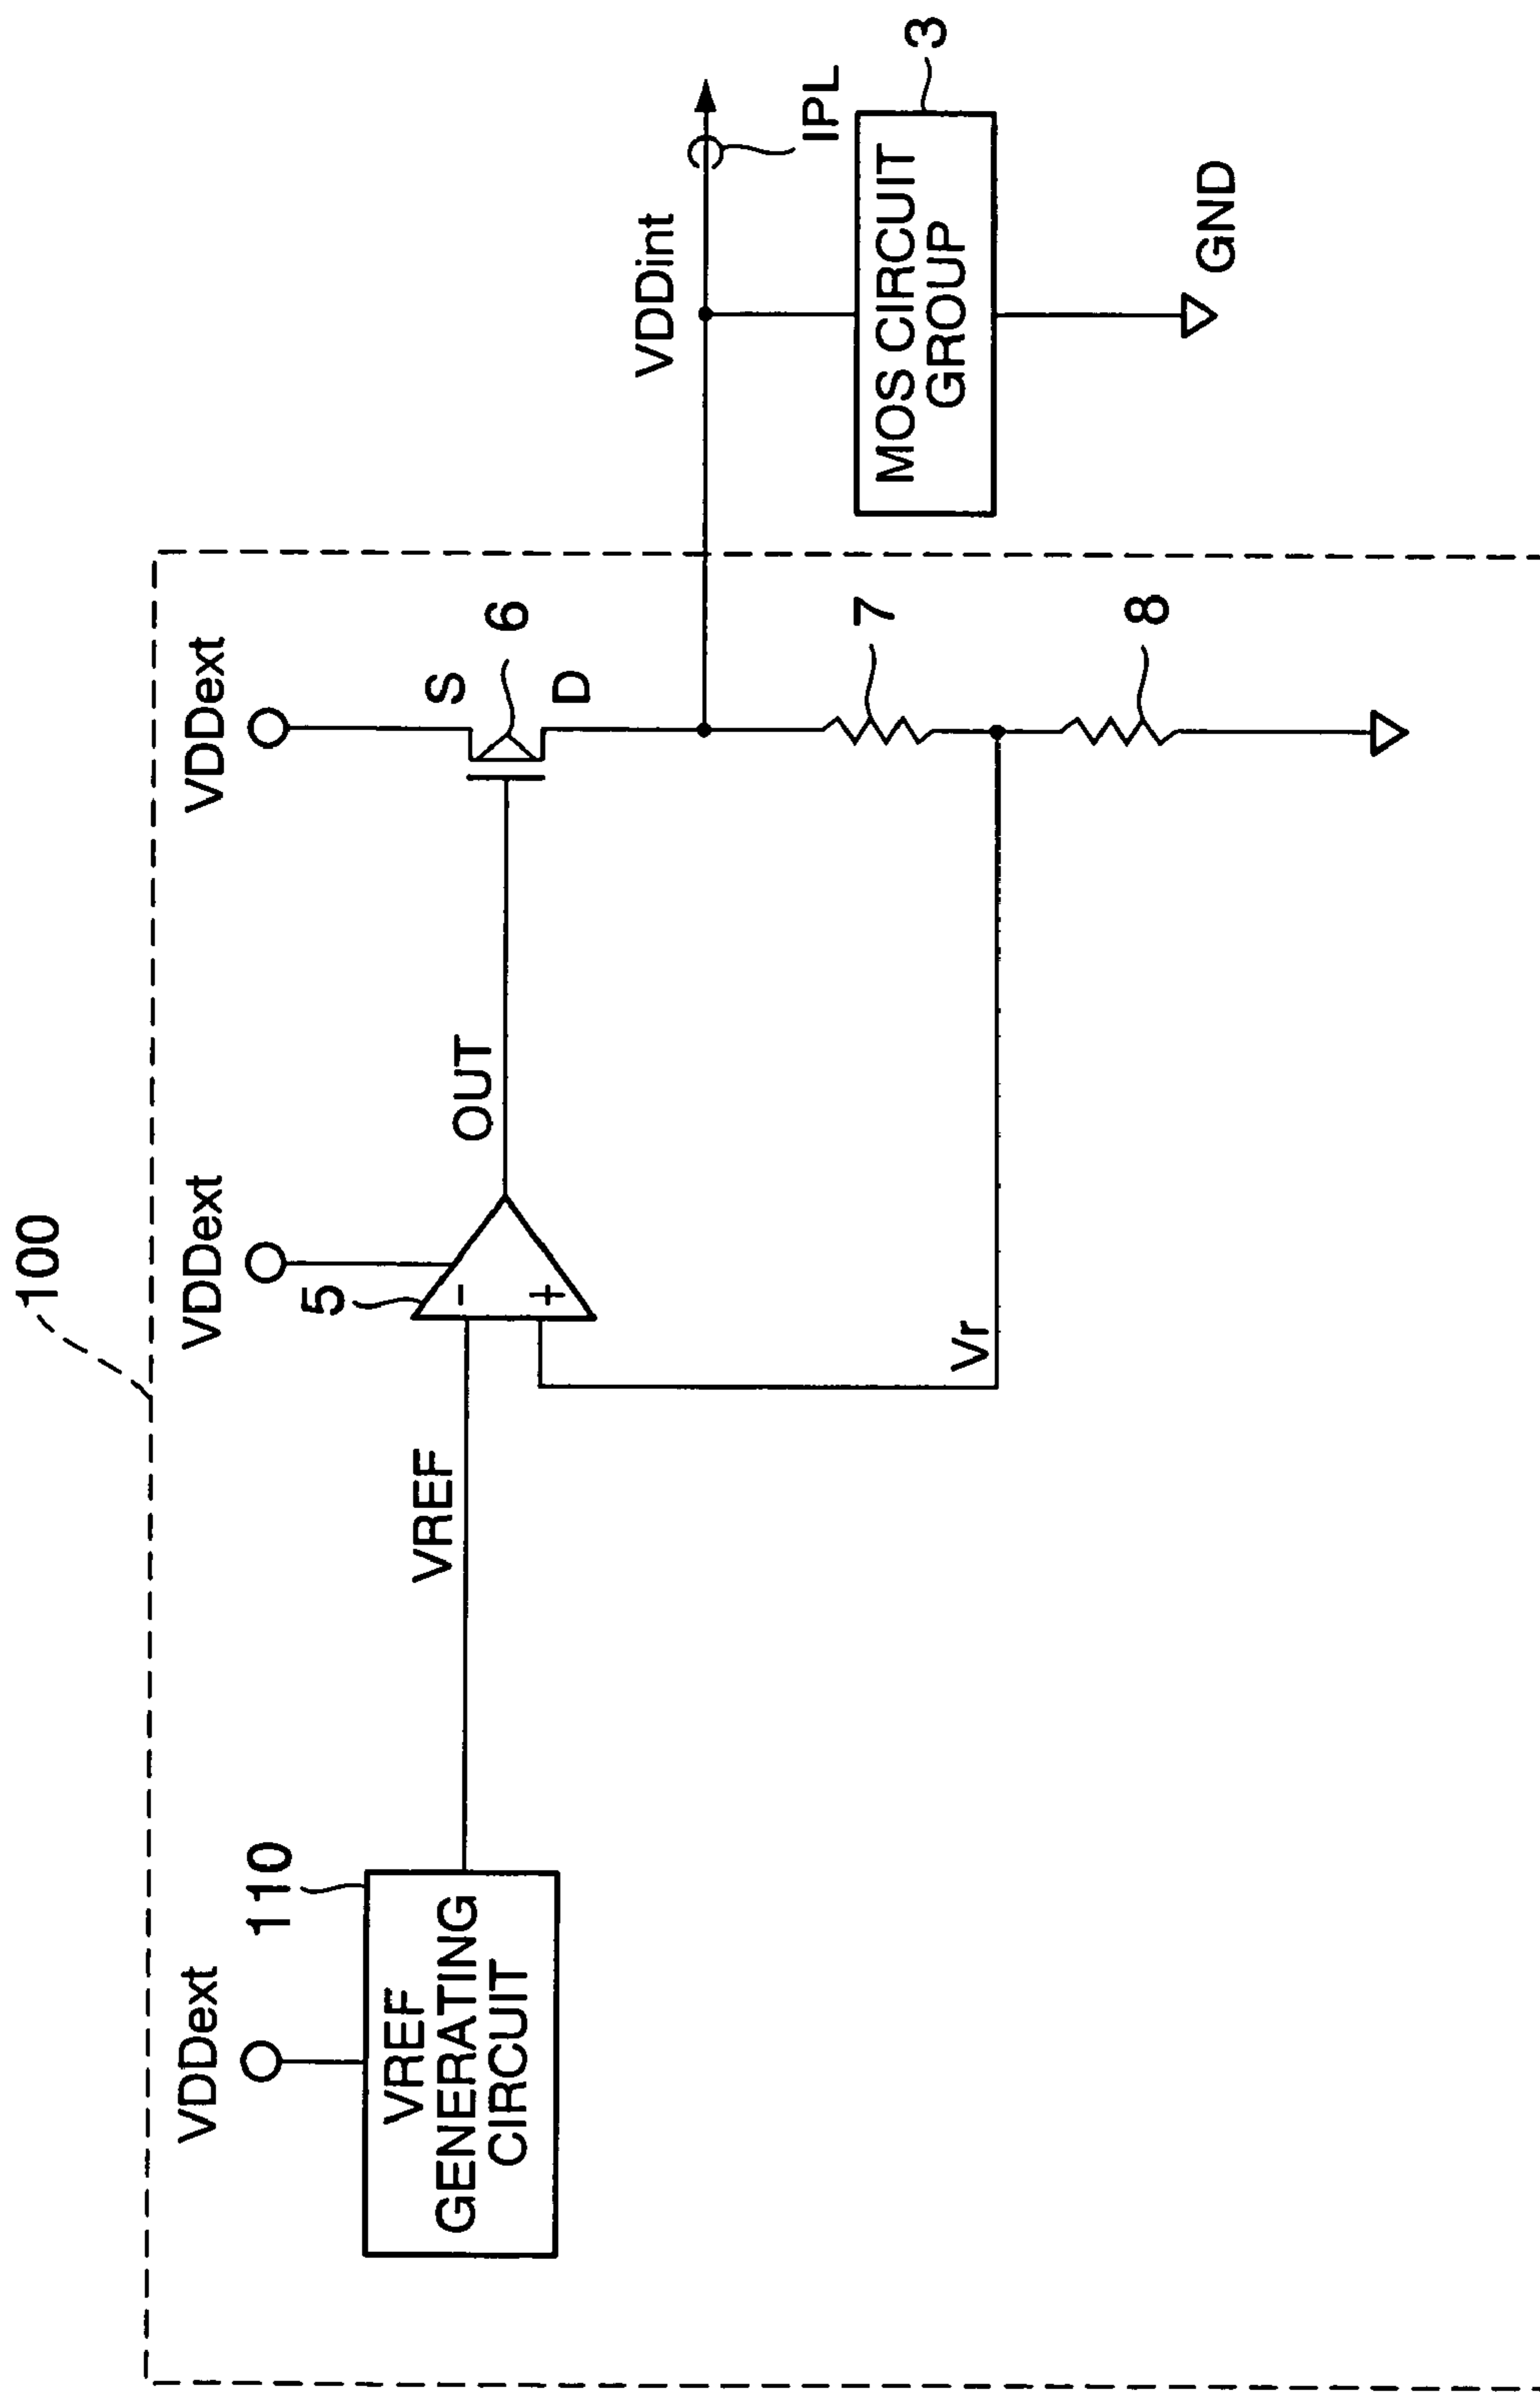 100
VDDext
VDDext
VDDext
110
VREF
GENERATING
CIRCUIT
VREF
5
-
+
OUT
Vr
S
6
D
7
8
VDDint
IPL
MOS CIRCUIT
GROUP
3
GND